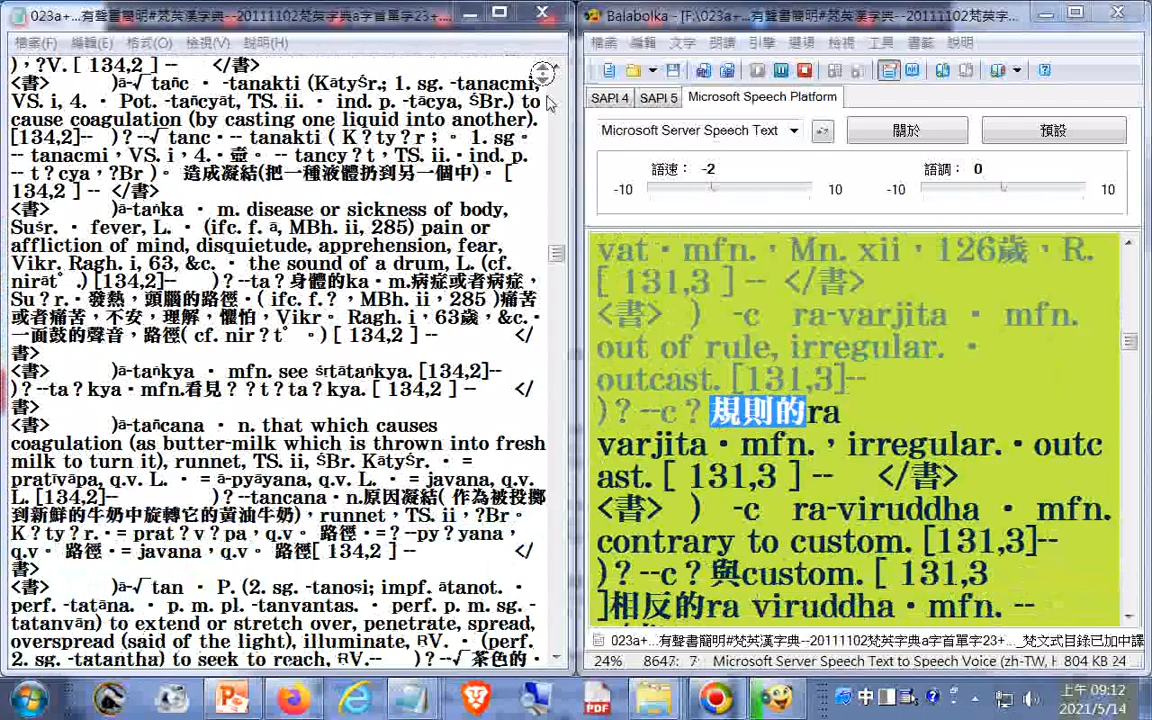 ...有聲書簡明#梵英漢字典--20111102梵英字典a字首單字23+...
檔案(F) 編輯(E) 格式(O) 檢視(V) 說明(H)
),?V. [ 134,2 ] -- </書>
<書> )ā-√ tañc • -tanakti (KātyŚr.; 1. sg. -tanacmi,
VS. i, 4. • Pot. -tañcyāt, TS. ii. • ind. p. -tācya, ŚBr.) to
cause coagulation (by casting one liquid into another).
[134,2]-- )? --√ tanc • -- tanakti ( K ? ty ? r ; 。 1. sg 。
-- tanacmi,VS. i,4.•壺。 -- tancy ? t,TS. ii.•ind. p.
-- t ? cya,?Br )。 造成凝結(把一種液體扔到另一個中)。 [
134,2 ] -- </書>
<書> )ā-taṅka • m. disease or sickness of body,
Suśr. • fever, L. • (ifc. f. ā, MBh. ii, 285) pain or
affliction of mind, disquietude, apprehension, fear,
Vikr. Ragh. i, 63, &c. • the sound of a drum, L. (cf.
nirāt° .) [134,2]-- )? --ta ? 身體的ka • m.病症或者病症,
Su ? r.•發熱,頭腦的路徑•( ifc. f. ?,MBh. ii,285 )痛苦
或者痛苦,不安,理解,懼怕,Vikr。 Ragh. i,63歲,&c.•
一面鼓的聲音,路徑( cf. nir ? t° 。) [ 134,2 ] -- </
書>
<書> )ā-taṅkya • mfn. see śṛtātaṅkya. [134,2]--
)? --ta ? kya•mfn.看見 ? ? t ? ta ? kya. [ 134,2 ] -- </
書>
<書> )ā-tañcana • n. that which causes
coagulation (as butter-milk which is thrown into fresh
milk to turn it), runnet, TS. ii, ŚBr. KātyŚr. • =
pratīvāpa, q.v. L. • = ā-pyāyana, q.v. L. • = javana, q.v.
L. [134,2]-- )? --tancana•n.原因凝結( 作為被投擲
到新鮮的牛奶中旋轉它的黃油牛奶),runnet,TS. ii,?Br。
K ? ty ? r.•= prat ? v ? pa,q.v。 路徑•=? --py ? yana,
q.v。 路徑•= javana,q.v。 路徑[ 134,2 ] -- </
書>
<書> )ā-√ tan • P. (2. sg. -tanoṣi; impf. ātanot. •
perf. -tatāna. • p. m. pl. -tanvantas. • perf. p. m. sg. -
tatanvān) to extend or stretch over, penetrate, spread,
overspread (said of the light), illuminate, ṚV. • (perf.
2. sg. -tatantha) to seek to reach, ṚV.-- )? --√ 茶色的•
Balabolka - [F:\023a+...有聲書簡明#梵英漢字典--20111102梵英字...
檔案 編輯 文字 朗讀 引擎 選項 檢視 工具 書籤 說明
SAPI 4 SAPI 5 Microsoft Speech Platform
Microsoft Server Speech Text 關於 預設
語速: -2 語調: 0
-10 10 -10 10
vat • mfn., Mn. xii,126歲,R.
[ 131,3 ] -- </書>
<書> ) -c ra-varjita • mfn.
out of rule, irregular. •
outcast. [131,3]--
)? --c ? 規則的ra
varjita•mfn.,irregular.•outc
ast. [ 131,3 ] -- </書>
<書> ) -c ra-viruddha • mfn.
contrary to custom. [131,3]--
)? --c ? 與custom. [ 131,3
]相反的ra viruddha•mfn. --
023a+...有聲書簡明#梵英漢字典--20111102梵英字典a字首單字23+..._梵文式目錄已加中譯
24% 8647: 7 Microsoft Server Speech Text to Speech Voice (zh-TW, H 804 KB 24
中
上午 09:12
2021/5/14